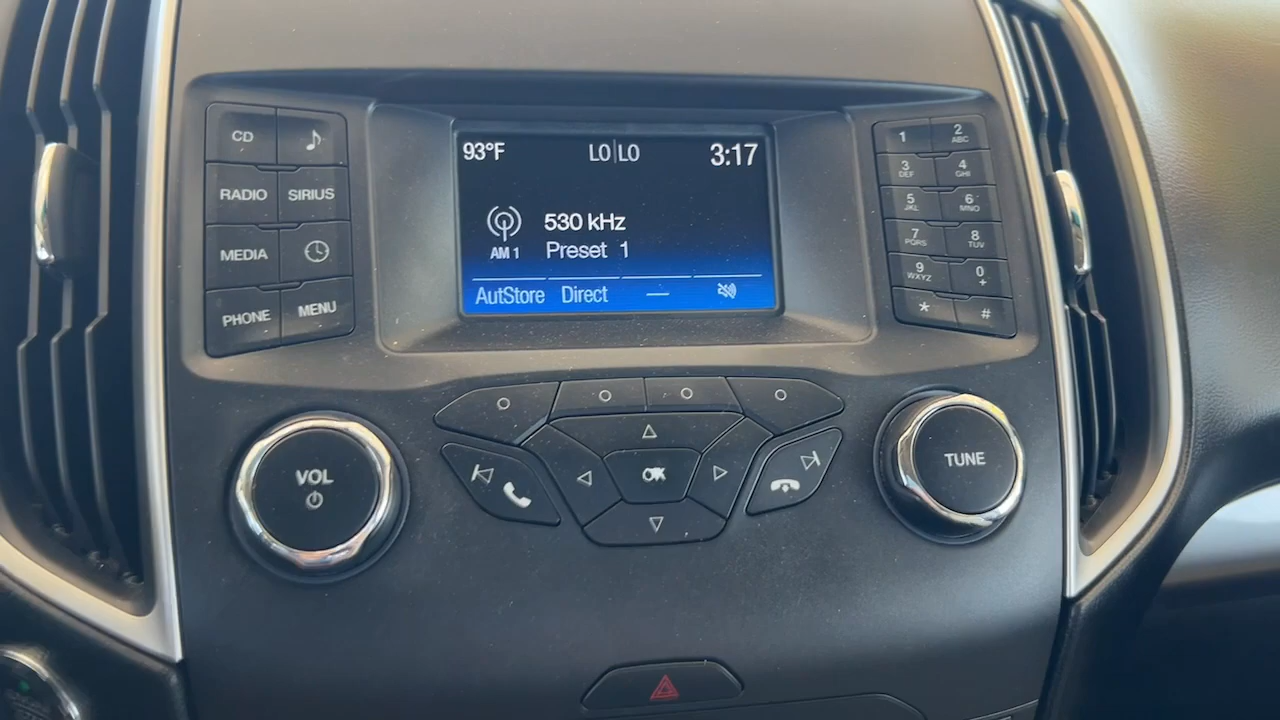 CD
RADIO SIRIUS
MEDIA
PHONE MENU
93°F LO|LO 3:17
530 kHz
AM 1 Preset 1
AutStore Direct —
1 2 ABC
3 DEF 4 GHI
5 JKL 6 MNO
7 PQRS 8 TUV
9 WXYZ 0 +
* #
VOL
OK
TUNE